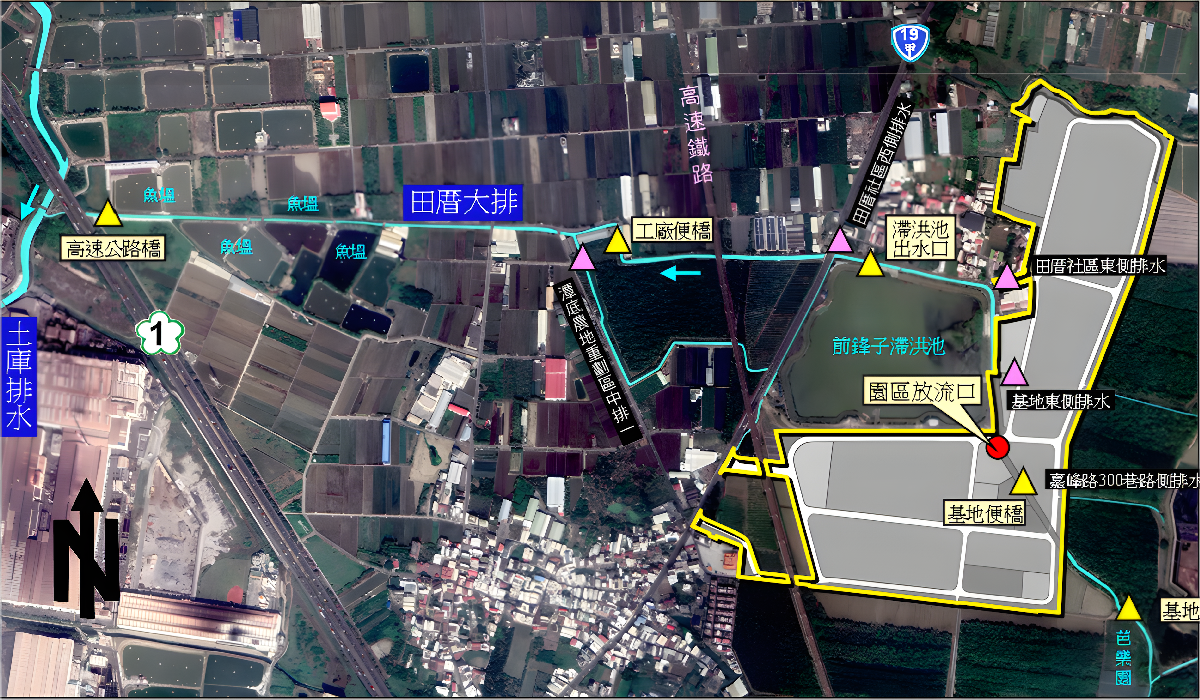 19
甲
高速鐵路
田厝社區西側排水
魚塭
魚塭
田厝大排
工廠便橋
滯洪池
出水口
高速公路橋
魚塭
魚塭
田厝社區東側排水
潭底農地重劃區中排一
1
土庫排水
前鋒子滯洪池
園區放流口
基地東側排水
嘉峰路300巷路側排水
基地便橋
N
基地
芭樂園